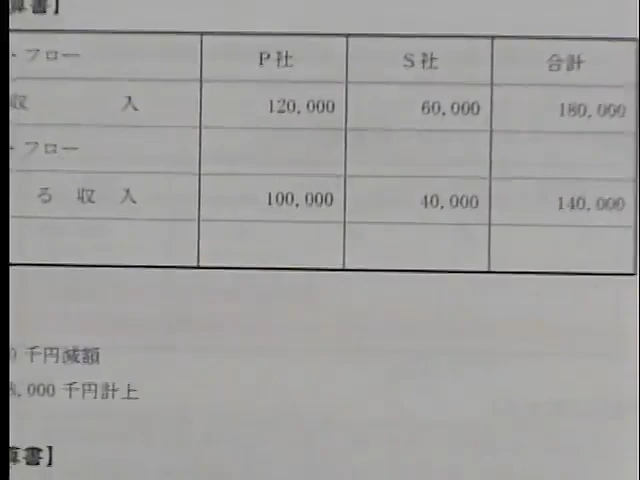 算書】
・フロー P社 S社 合計
収入 120,000 60,000 180,000
・フロー
る収入 100,000 40,000 140,000
千円減額
,000 千円計上
算書】